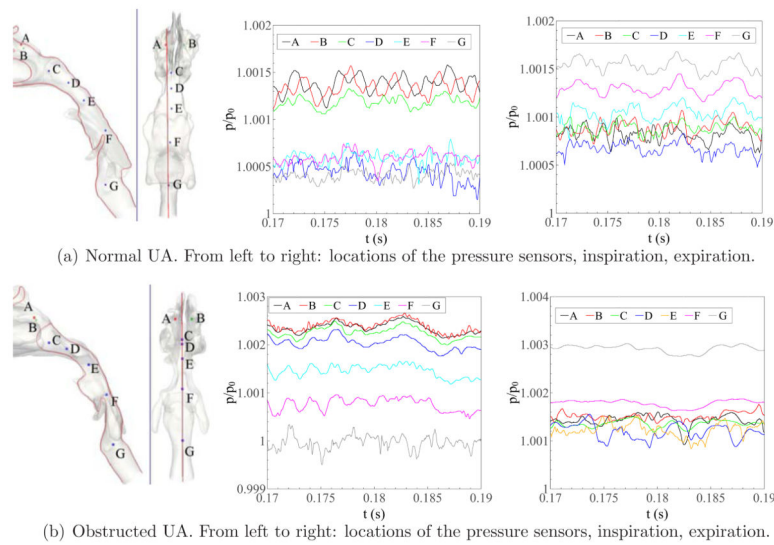 (a)
A
B
C
D
E
F
G
A
B
C
D
E
F
G
p/p0
1.002
1.0015
1.001
1.0005
1
A B C D E F G
0.17 0.175 0.18 0.185 0.19
t (s)
p/p0
1.002
1.0015
1.001
1.0005
1
A B C D E F G
0.17 0.175 0.18 0.185 0.19
t (s)
(a) Normal UA. From left to right: locations of the pressure sensors, inspiration, expiration.
(b)
A
B
C
D
E
F
G
A
B
C
D
E
F
G
p/p0
1.003
1.002
1.001
1
0.999
A B C D E F G
0.17 0.175 0.18 0.185 0.19
t (s)
p/p0
1.004
1.003
1.002
1.001
1
A B C D E F G
0.17 0.175 0.18 0.185 0.19
t (s)
(b) Obstructed UA. From left to right: locations of the pressure sensors, inspiration, expiration.